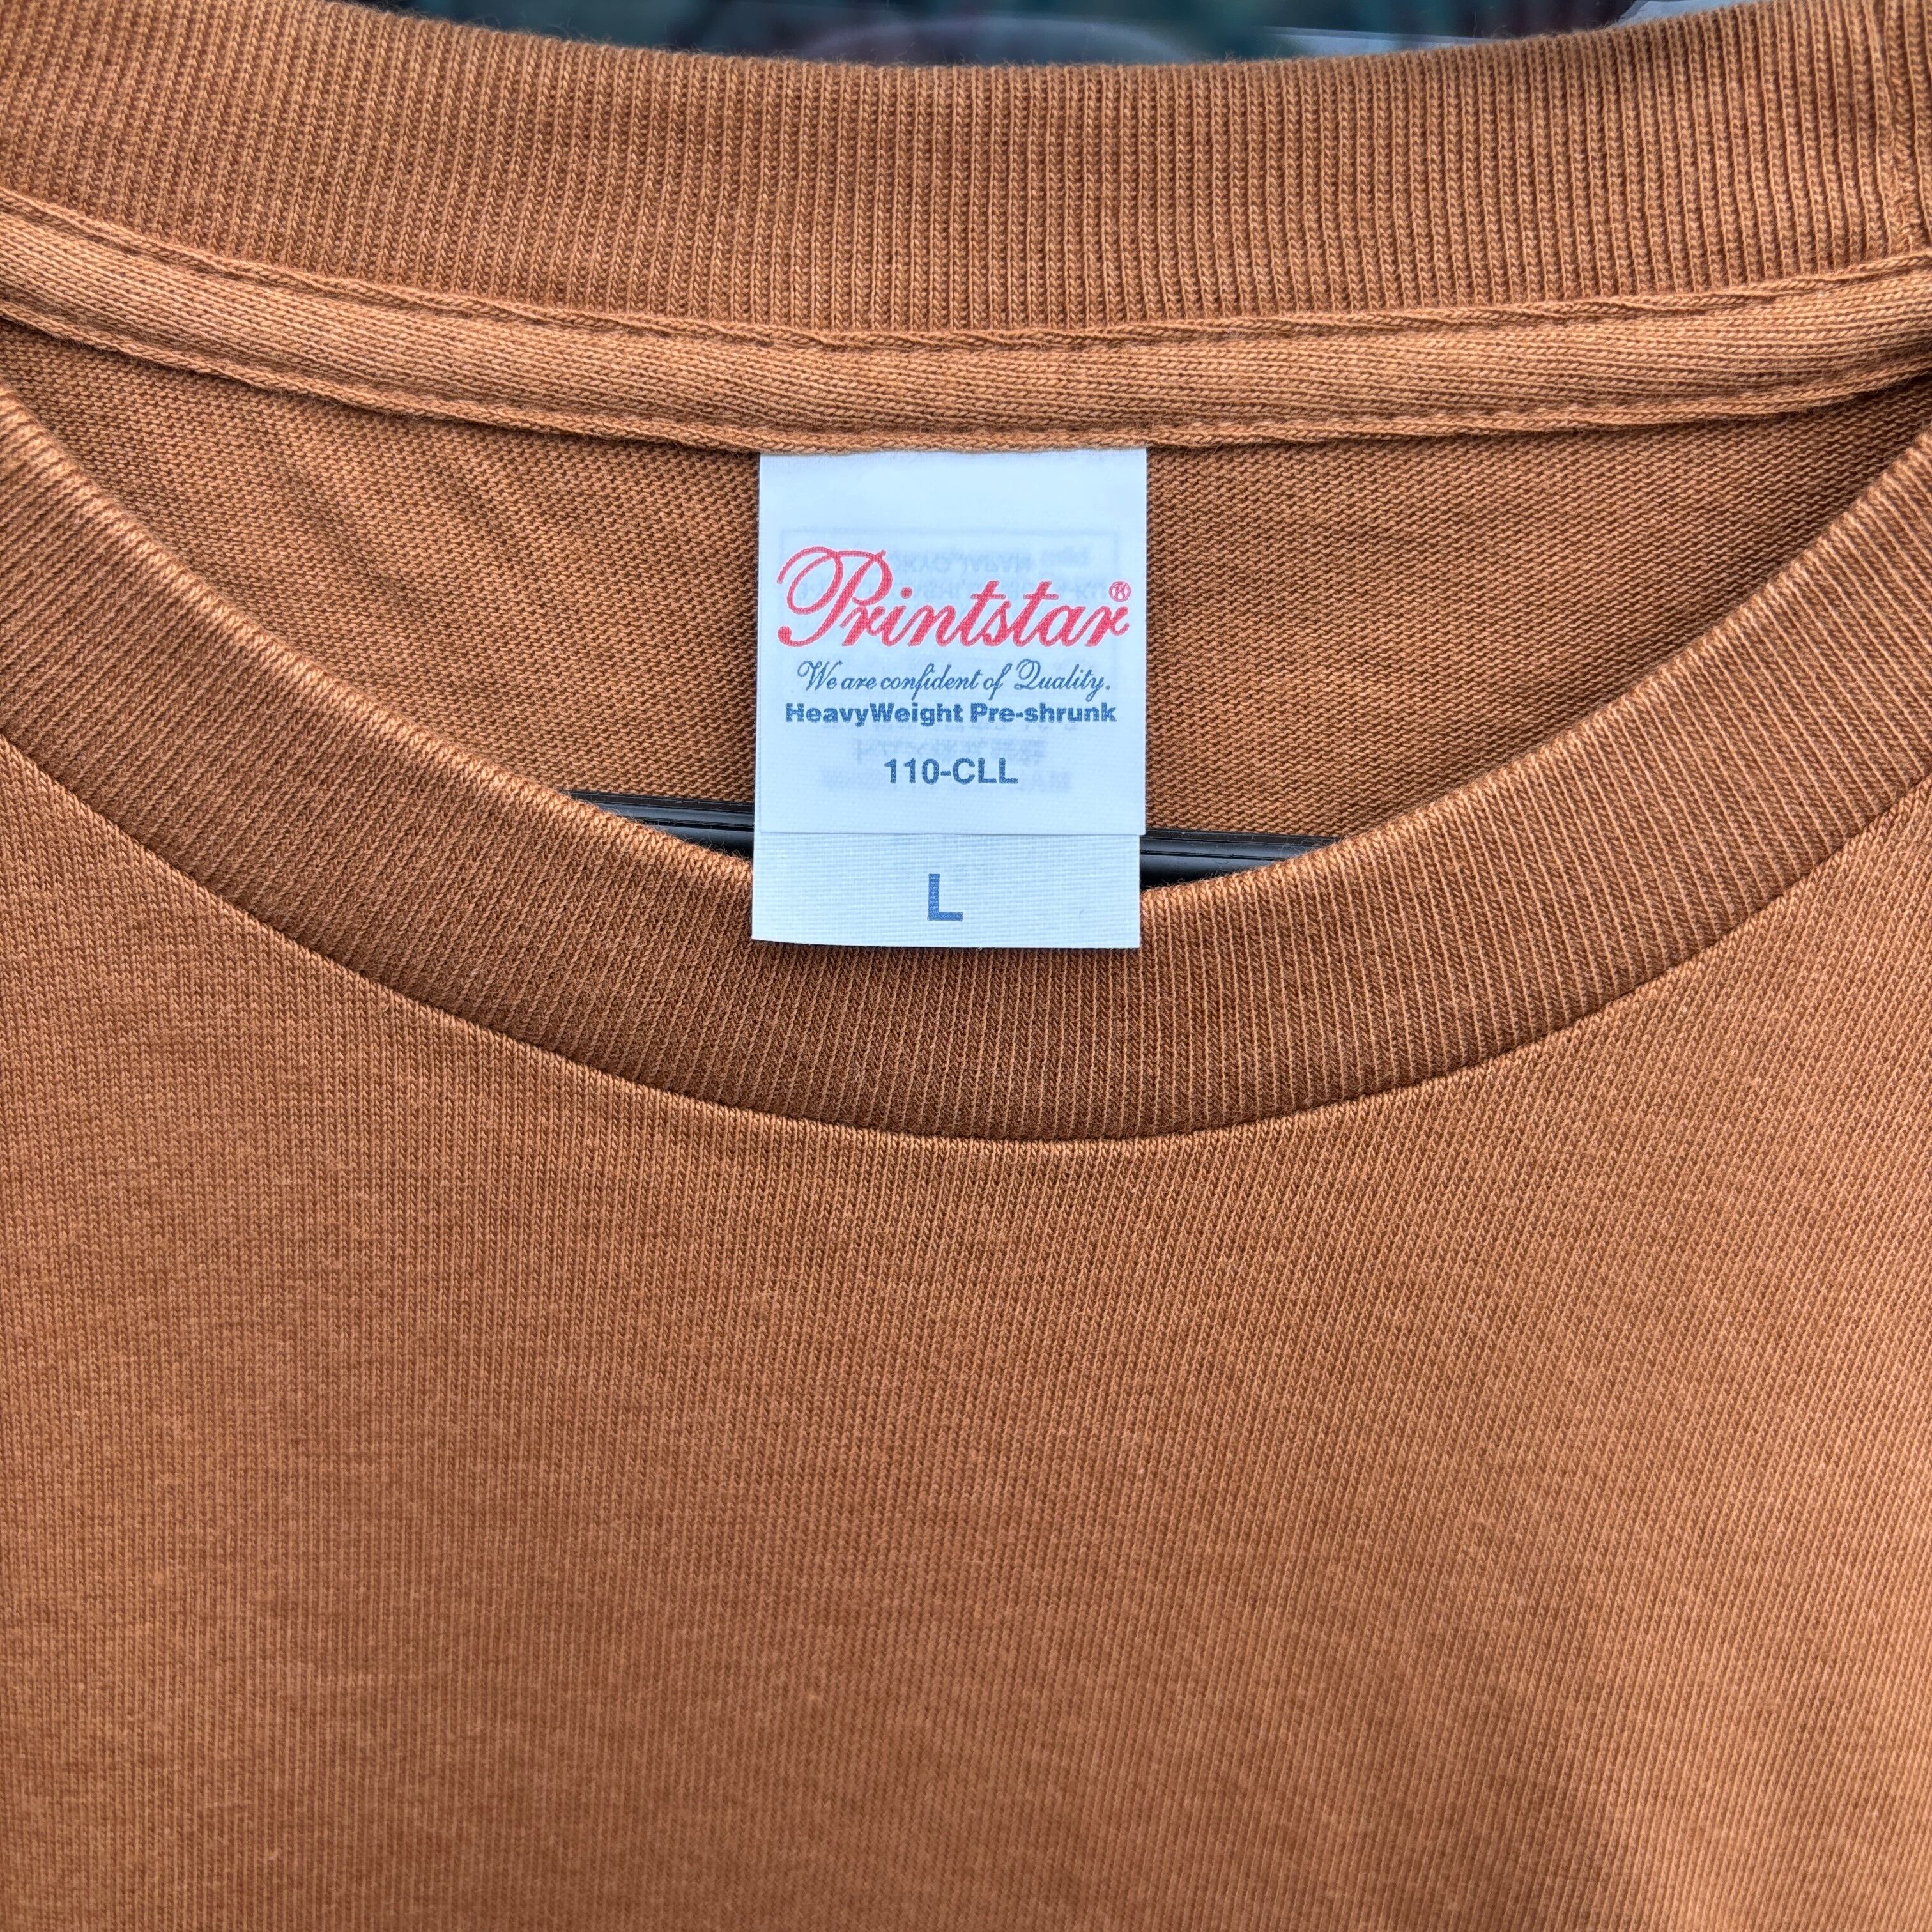 Printstar®
We are confident of Quality.
HeavyWeight Pre-shrunk
110-CLL
L